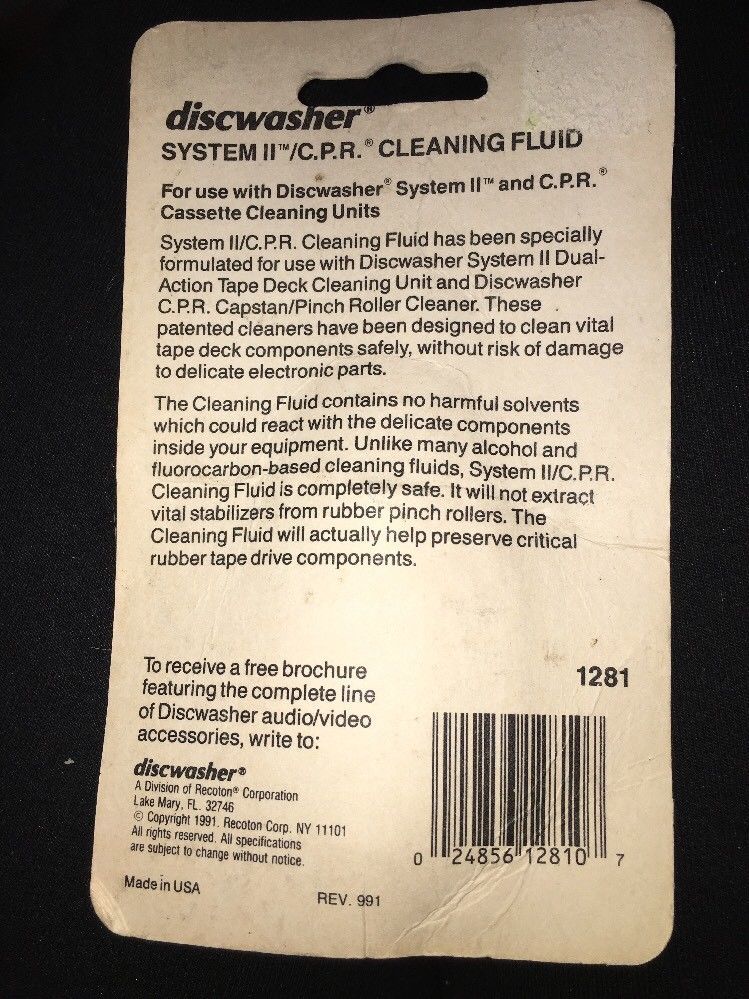 discwasher®
SYSTEM II™/C.P.R.® CLEANING FLUID
For use with Discwasher® System II™ and C.P.R.®
Cassette Cleaning Units
System II/C.P.R. Cleaning Fluid has been specially
formulated for use with Discwasher System II Dual-
Action Tape Deck Cleaning Unit and Discwasher
C.P.R. Capstan/Pinch Roller Cleaner. These
patented cleaners have been designed to clean vital
tape deck components safely, without risk of damage
to delicate electronic parts.
The Cleaning Fluid contains no harmful solvents
which could react with the delicate components
inside your equipment. Unlike many alcohol and
fluorocarbon-based cleaning fluids, System II/C.P.R.
Cleaning Fluid is completely safe. It will not extract
vital stabilizers from rubber pinch rollers. The
Cleaning Fluid will actually help preserve critical
rubber tape drive components.
To receive a free brochure
featuring the complete line
of Discwasher audio/video
accessories, write to:
discwasher®
A Division of Recoton® Corporation
Lake Mary, FL. 32746
© Copyright 1991. Recoton Corp. NY 11101
All rights reserved. All specifications
are subject to change without notice.
Made in USA
REV. 991
1281
0 24856 12810 7